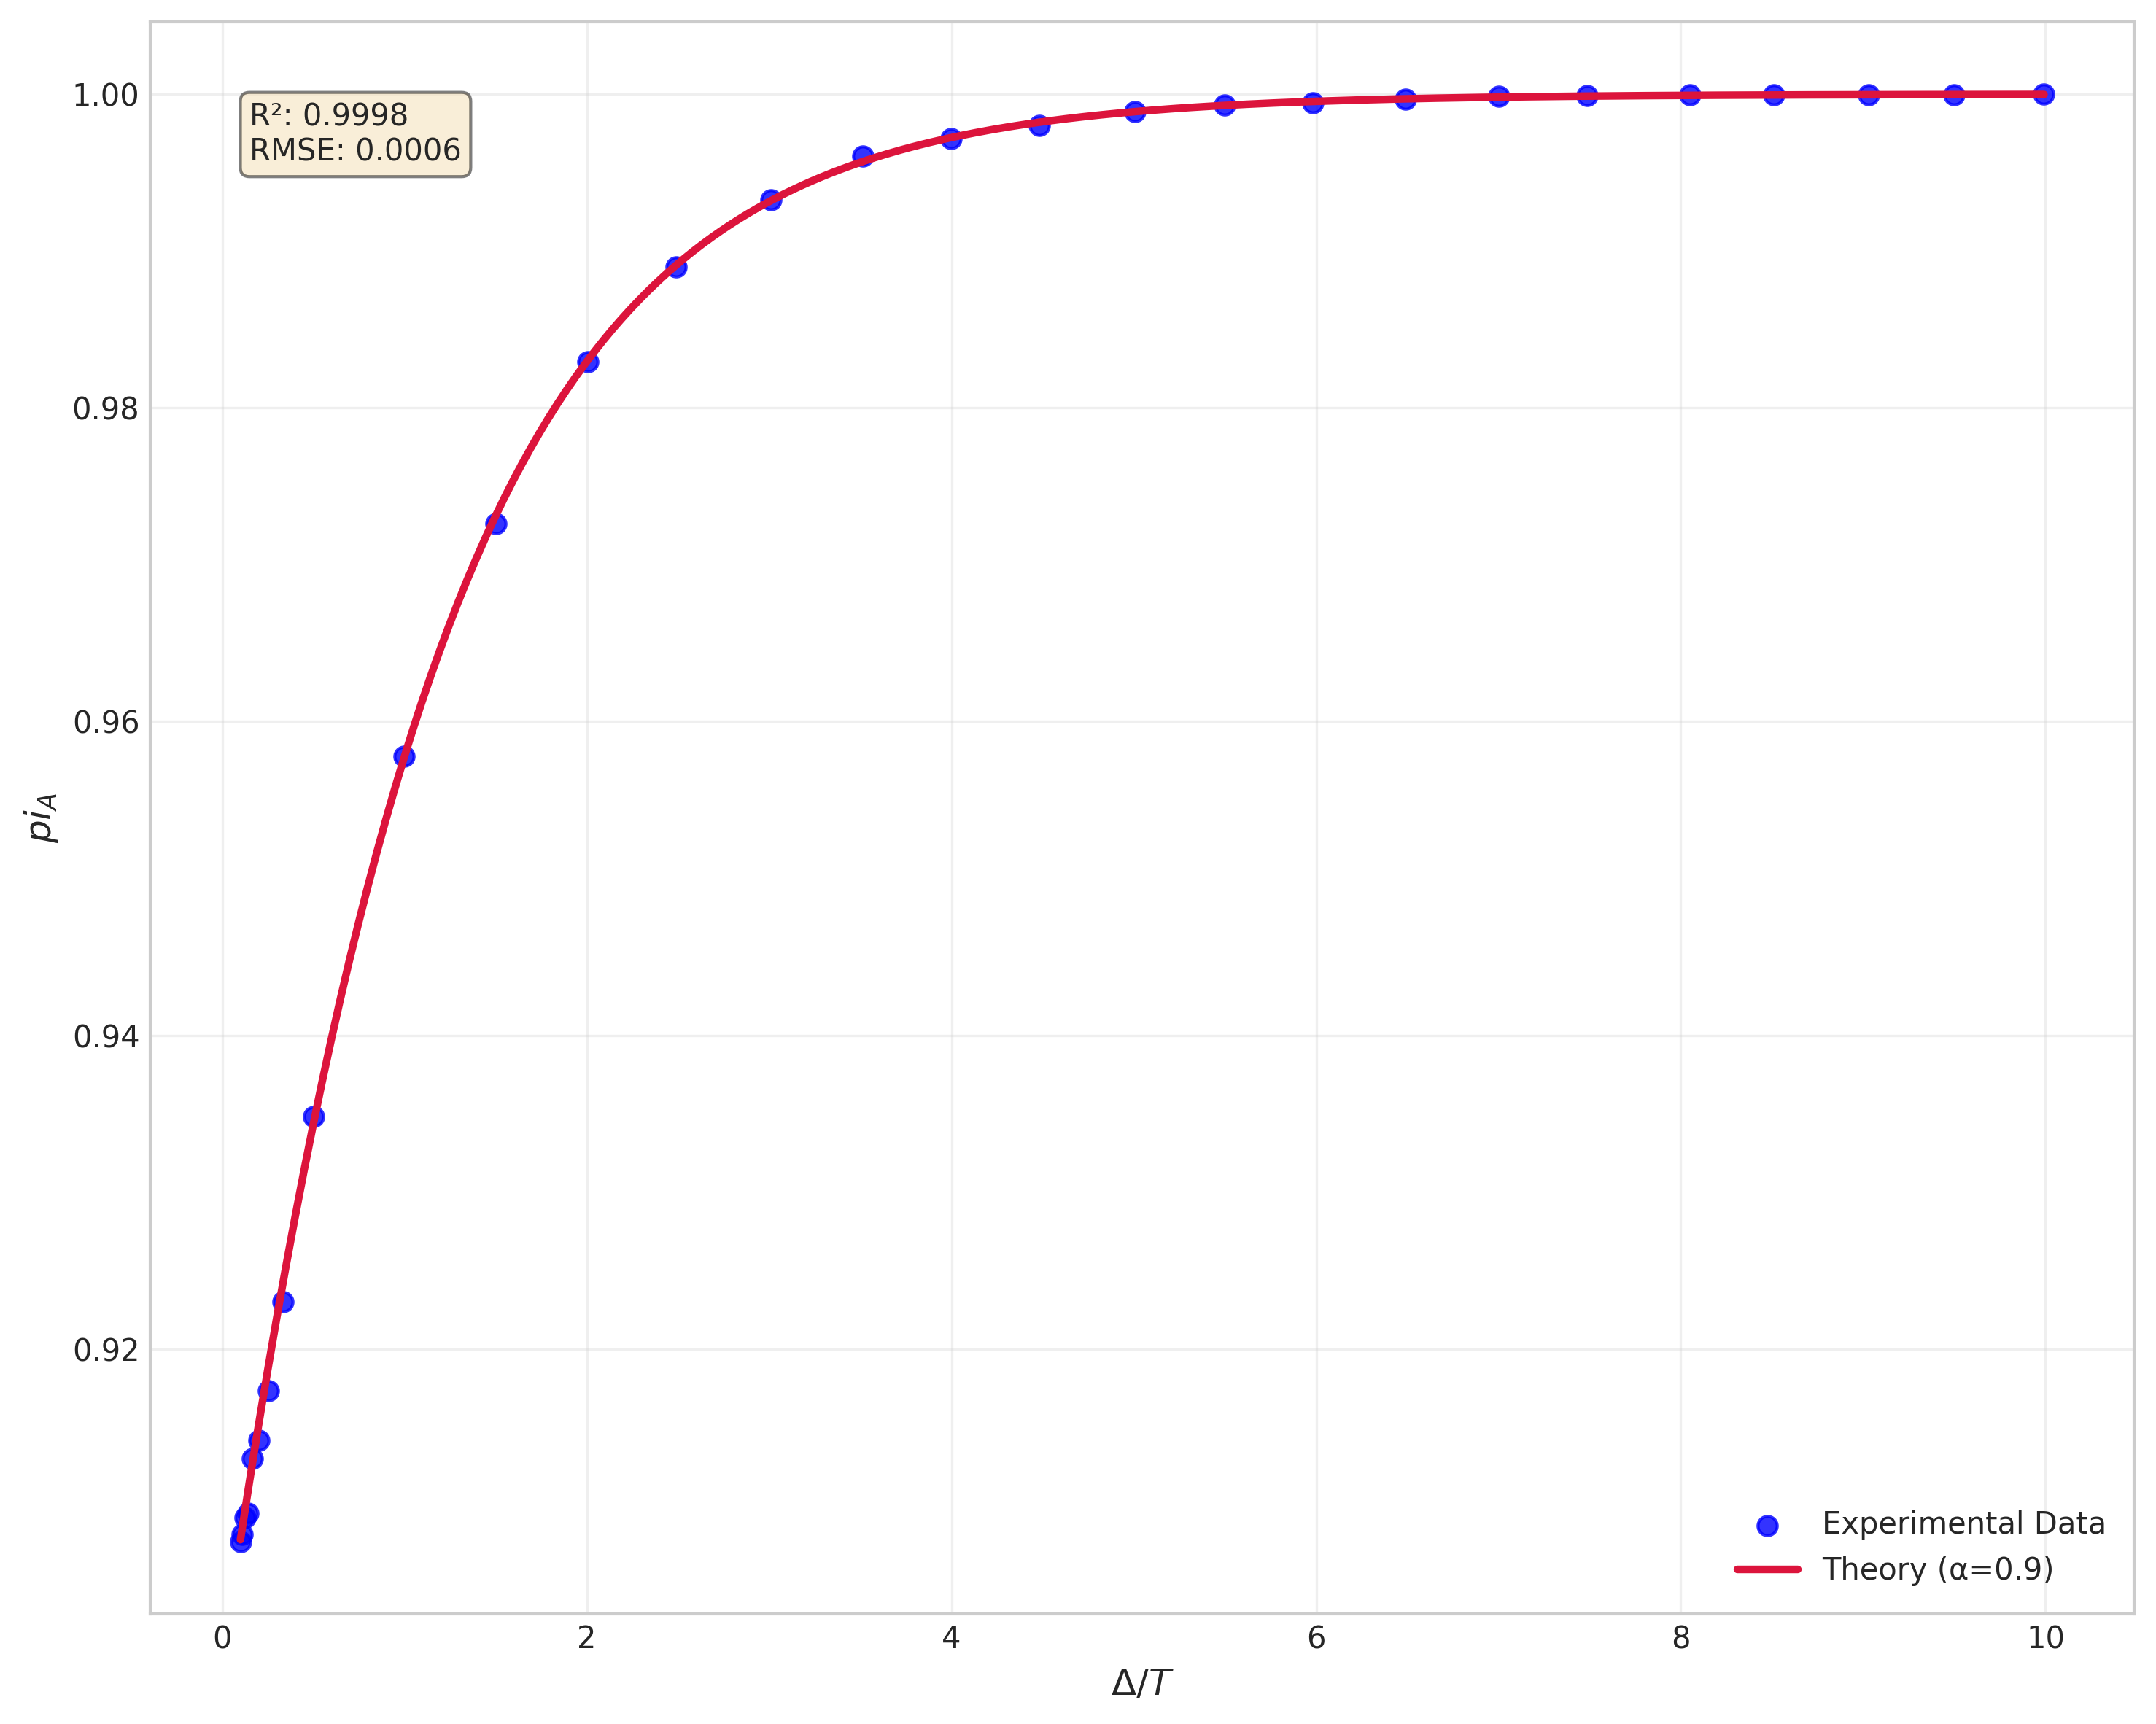 R²: 0.9998
RMSE: 0.0006
1.00
0.98
0.96
0.94
0.92
pi_A
0
2
4
6
8
10
Δ/T
Experimental Data
Theory (α=0.9)